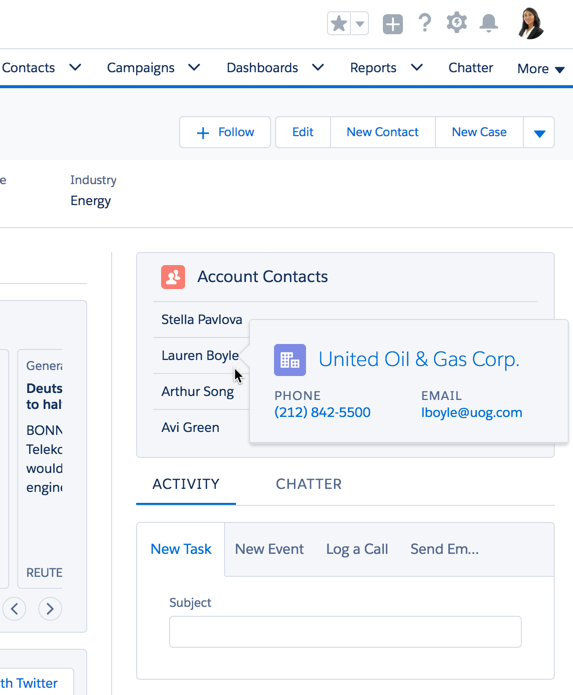 Contacts Campaigns Dashboards Reports Chatter More
Follow Edit New Contact New Case
Industry
Energy
Account Contacts
Stella Pavlova
Lauren Boyle
Arthur Song
Avi Green
United Oil & Gas Corp.
PHONE EMAIL
(212) 842-5500 lboyle@uog.com
Genera
Deuts
to hal
BONN
Teleko
would
engin
REUTE
ACTIVITY CHATTER
New Task New Event Log a Call Send Em...
Subject
th Twitter